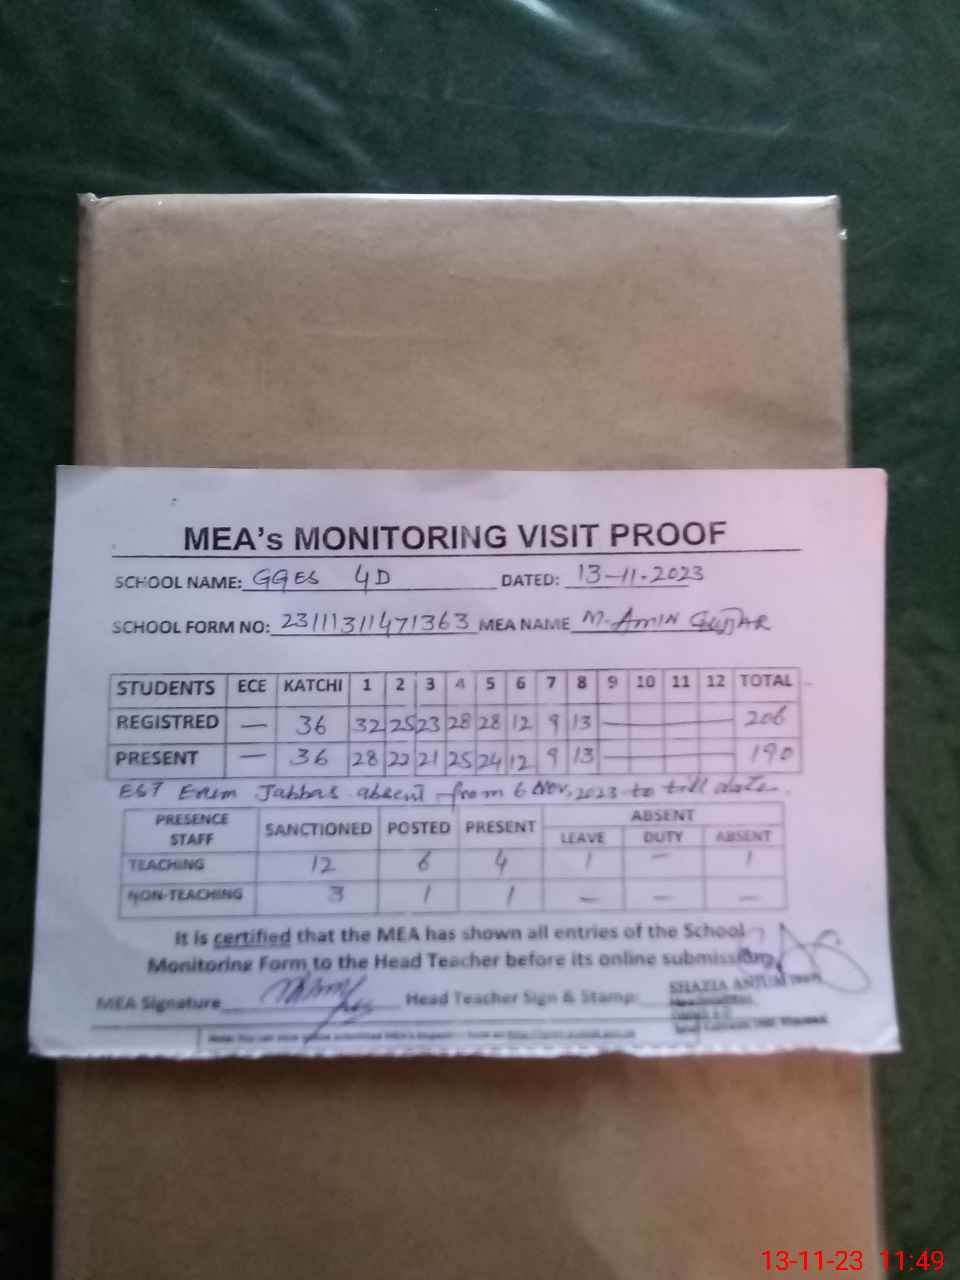 MEA's MONITORING VISIT PROOF
SCHOOL NAME: GGES 4D DATED: 13-11-2023
SCHOOL FORM NO: 23111311471363 MEA NAME M. AMIN GUJJAR
STUDENTS ECE KATCHI 1 2 3 4 5 6 7 8 9 10 11 12 TOTAL
REGISTRED — 36 32 25 23 28 28 12 9 13 — 206
PRESENT — 36 28 22 21 25 24 12 9 13 — 190
EST Erum Jabbar absent from 6 Nov, 2023 to till date.
PRESENCE STAFF SANCTIONED POSTED PRESENT ABSENT
LEAVE DUTY ABSENT
TEACHING 12 6 4 1 — 1
NON-TEACHING 3 1 1 — — —
It is certified that the MEA has shown all entries of the School
Monitoring Form to the Head Teacher before its online submission.
MEA Signature Head Teacher Sign & Stamp:
SHAZIA ANJUM
13-11-23 11:49